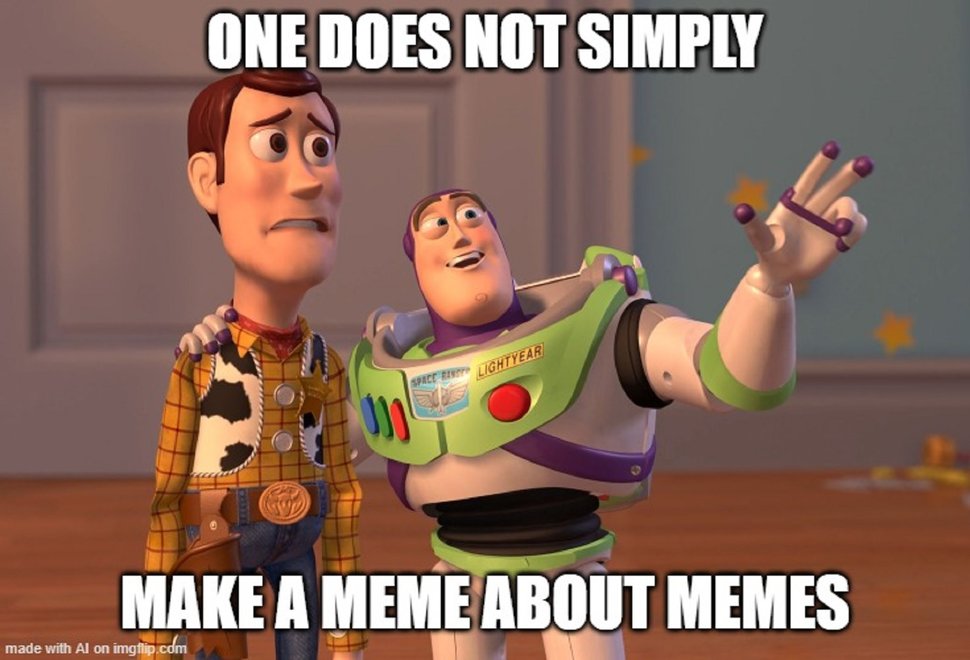 ONE DOES NOT SIMPLY
SPACE RANGER
LIGHTYEAR
MAKE A MEME ABOUT MEMES
made with AI on imgflip.com